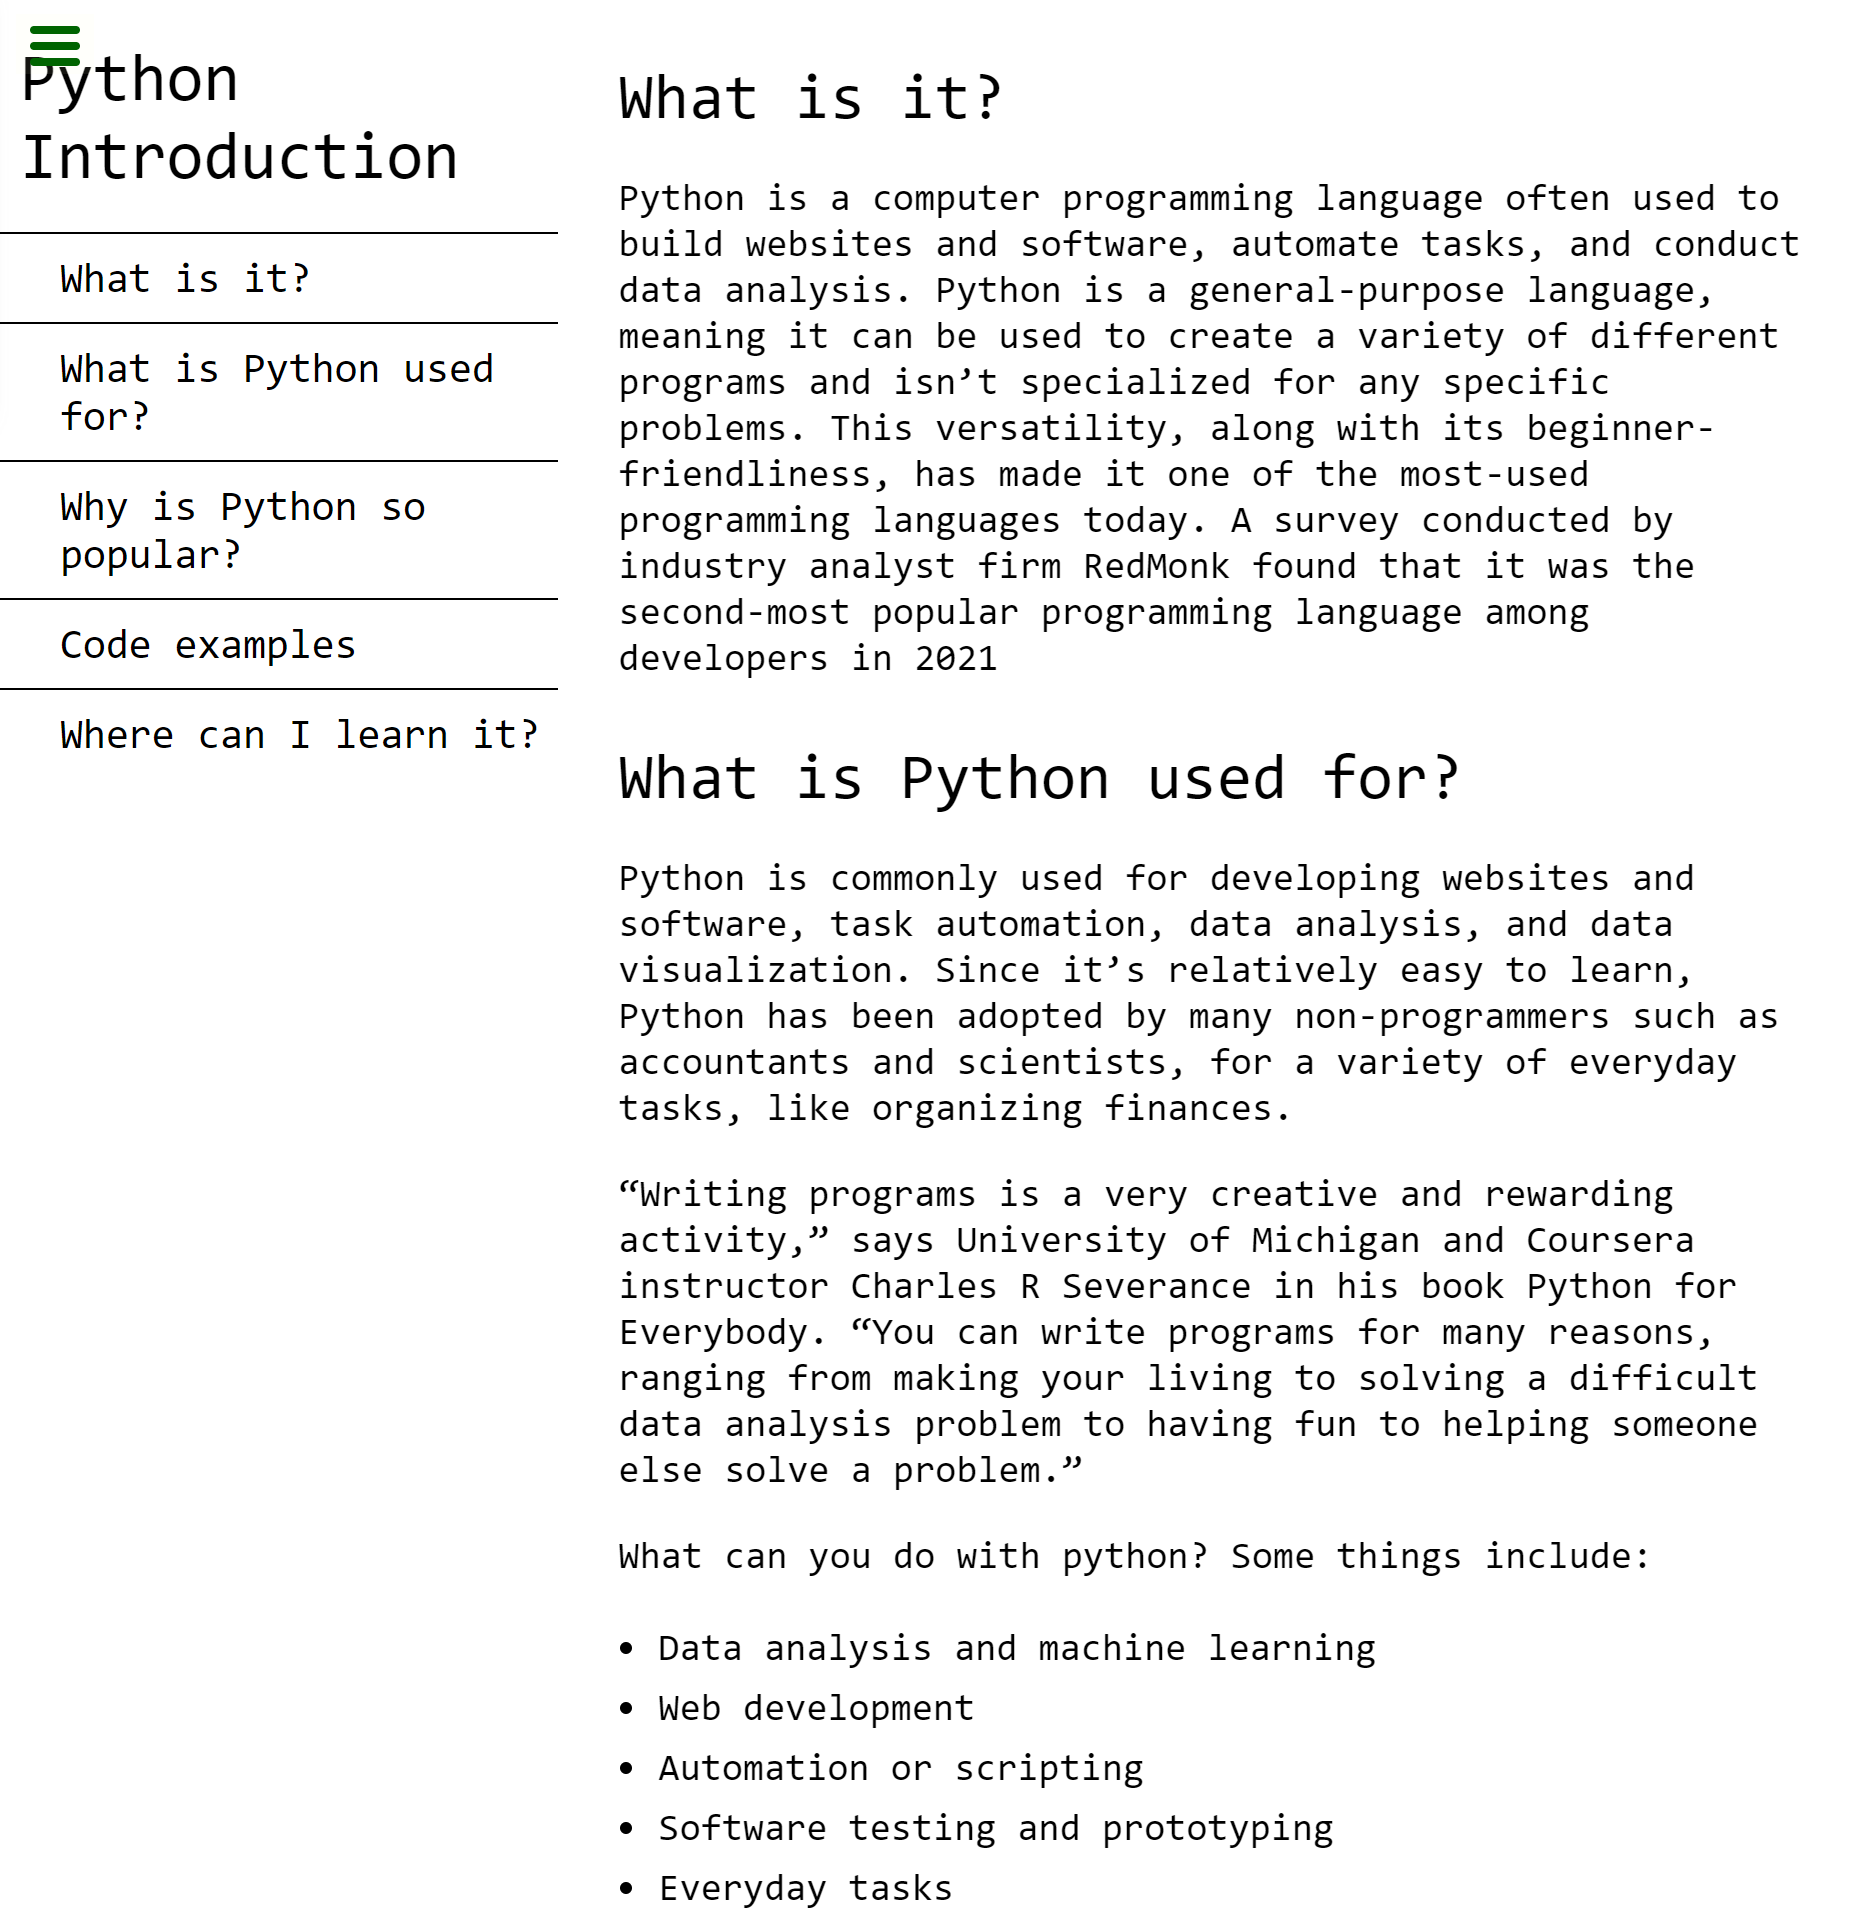 Python
Introduction
What is it?
What is Python used
for?
Why is Python so
popular?
Code examples
Where can I learn it?
What is it?
Python is a computer programming language often used to
build websites and software, automate tasks, and conduct
data analysis. Python is a general-purpose language,
meaning it can be used to create a variety of different
programs and isn’t specialized for any specific
problems. This versatility, along with its beginner-
friendliness, has made it one of the most-used
programming languages today. A survey conducted by
industry analyst firm RedMonk found that it was the
second-most popular programming language among
developers in 2021
What is Python used for?
Python is commonly used for developing websites and
software, task automation, data analysis, and data
visualization. Since it’s relatively easy to learn,
Python has been adopted by many non-programmers such as
accountants and scientists, for a variety of everyday
tasks, like organizing finances.
“Writing programs is a very creative and rewarding
activity,” says University of Michigan and Coursera
instructor Charles R Severance in his book Python for
Everybody. “You can write programs for many reasons,
ranging from making your living to solving a difficult
data analysis problem to having fun to helping someone
else solve a problem.”
What can you do with python? Some things include:
• Data analysis and machine learning
• Web development
• Automation or scripting
• Software testing and prototyping
• Everyday tasks